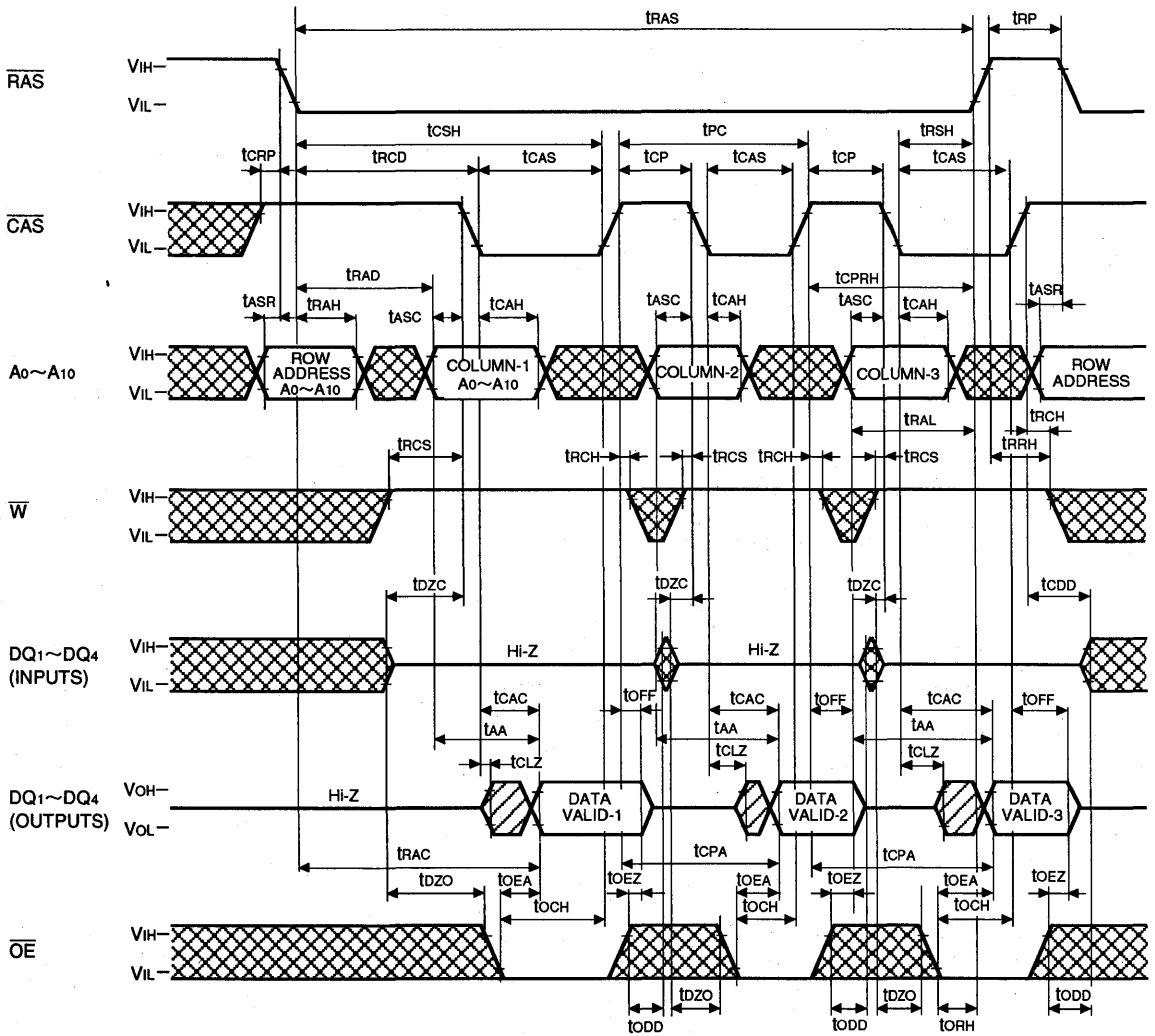 tRAS tRP
RAS VIH
VIL
tCSH tPC tRSH
tCRP tRCD tCAS tCP tCAS tCP tCAS
CAS VIH
VIL
tRAD tCPRH
tASR tRAH tASC tCAH tASC tCAH tASC tCAH tASR
A0~A10 VIH
VIL
ROW ADDRESS A0~A10
COLUMN-1 A0~A10
COLUMN-2
COLUMN-3
ROW ADDRESS
tRAL tRCH
tRCS tRCH tRCS tRCH tRCS tRRH
W VIH
VIL
tDZC tDZC tDZC tCDD
DQ1~DQ4 (INPUTS) VIH
VIL
Hi-Z Hi-Z
tCAC tOFF tCAC tOFF tCAC tOFF
tAA tAA tAA
tCLZ tCLZ tCLZ
DQ1~DQ4 (OUTPUTS) VOH
VOL
Hi-Z
DATA VALID-1
DATA VALID-2
DATA VALID-3
tRAC tCPA tCPA
tDZO tOEA tOEZ tOEA tOEZ tOEA tOEZ
tOCH tOCH tOCH
OE VIH
VIL
tDZO tDZO
tODD tODD tORH tODD